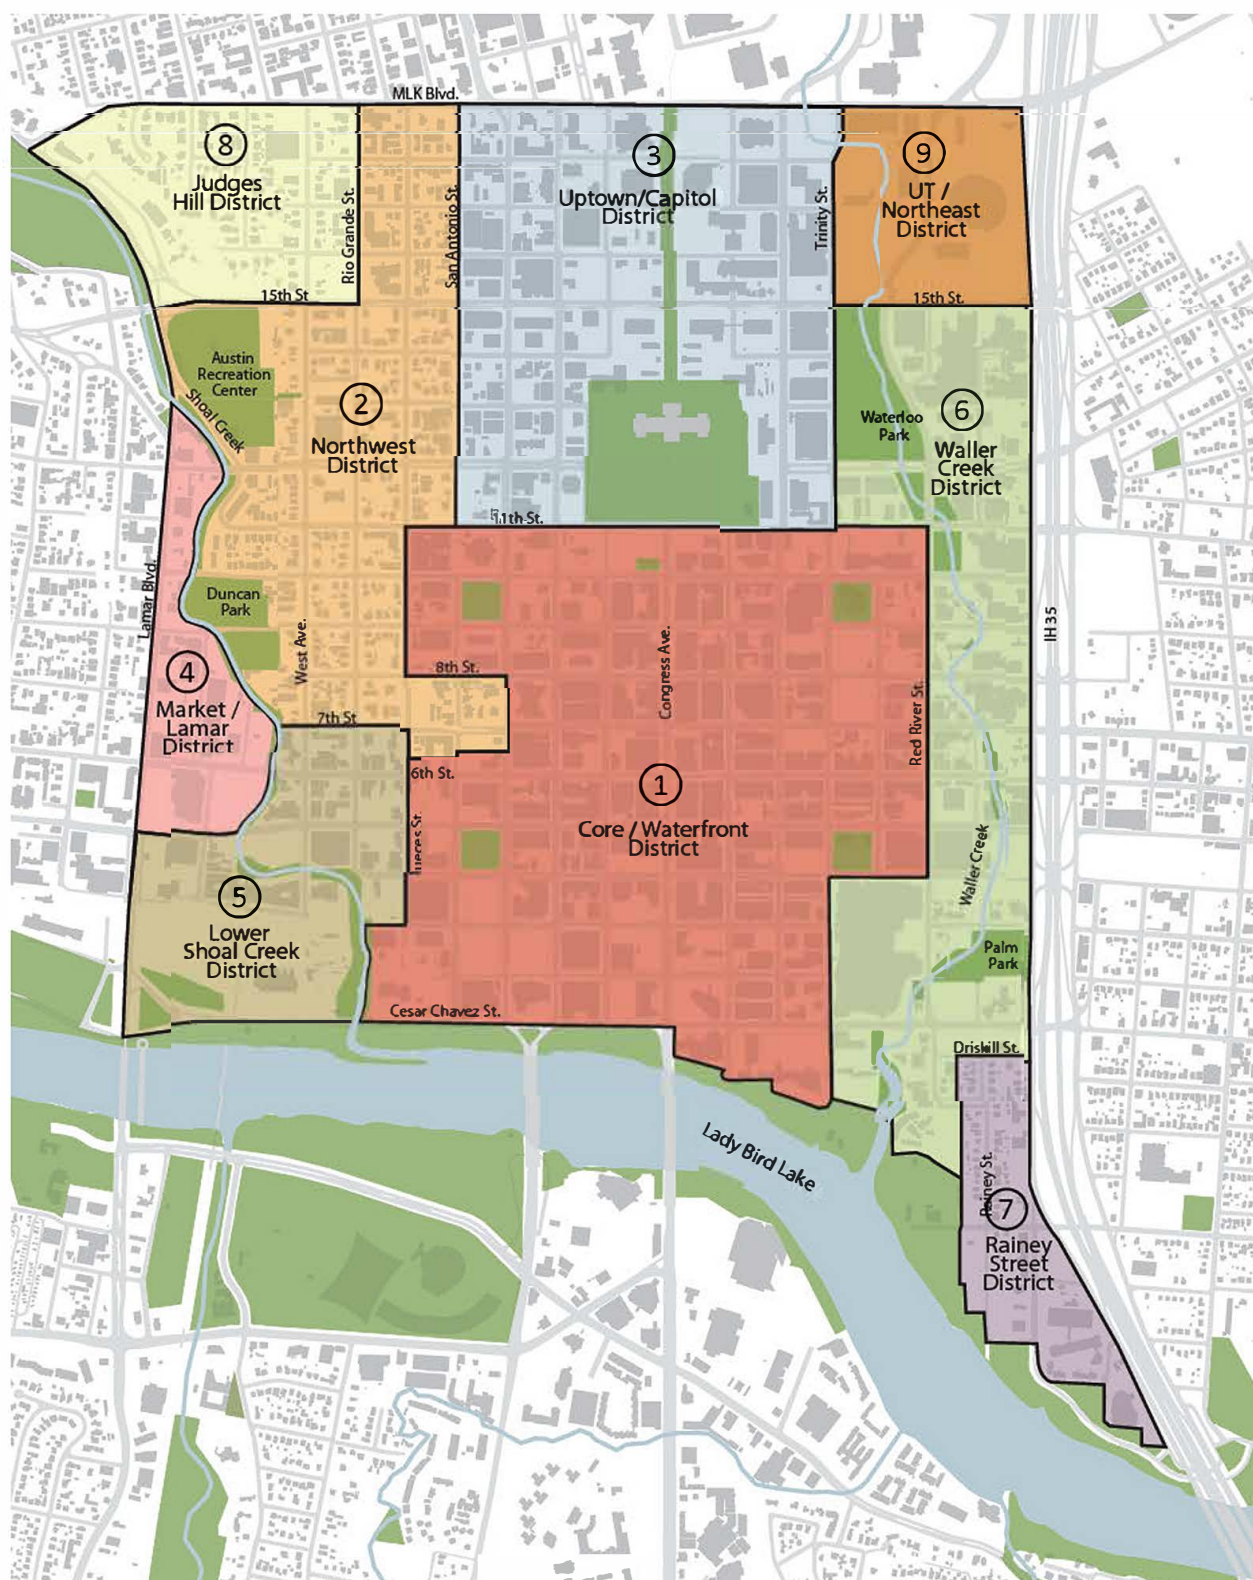 MLK Blvd.
8
Judges
Hill District
Rio Grande St.
San Antonio St.
3
Uptown/Capitol
District
Trinity St.
9
UT /
Northeast
District
15th St
15th St.
Austin
Recreation
Center
Shoal Creek
2
Northwest
District
Waterloo
Park
6
Waller
Creek
District
11th St.
Lamar Blvd.
Duncan
Park
West Ave.
IH 35
4
Market /
Lamar
District
8th St.
7th St
6th St.
Congress Ave.
Red River St.
1
Core / Waterfront
District
ueces St.
Waller Creek
5
Lower
Shoal Creek
District
Palm
Park
Cesar Chavez St.
Driskill St.
Lady Bird Lake
Rainey St.
7
Rainey
Street
District